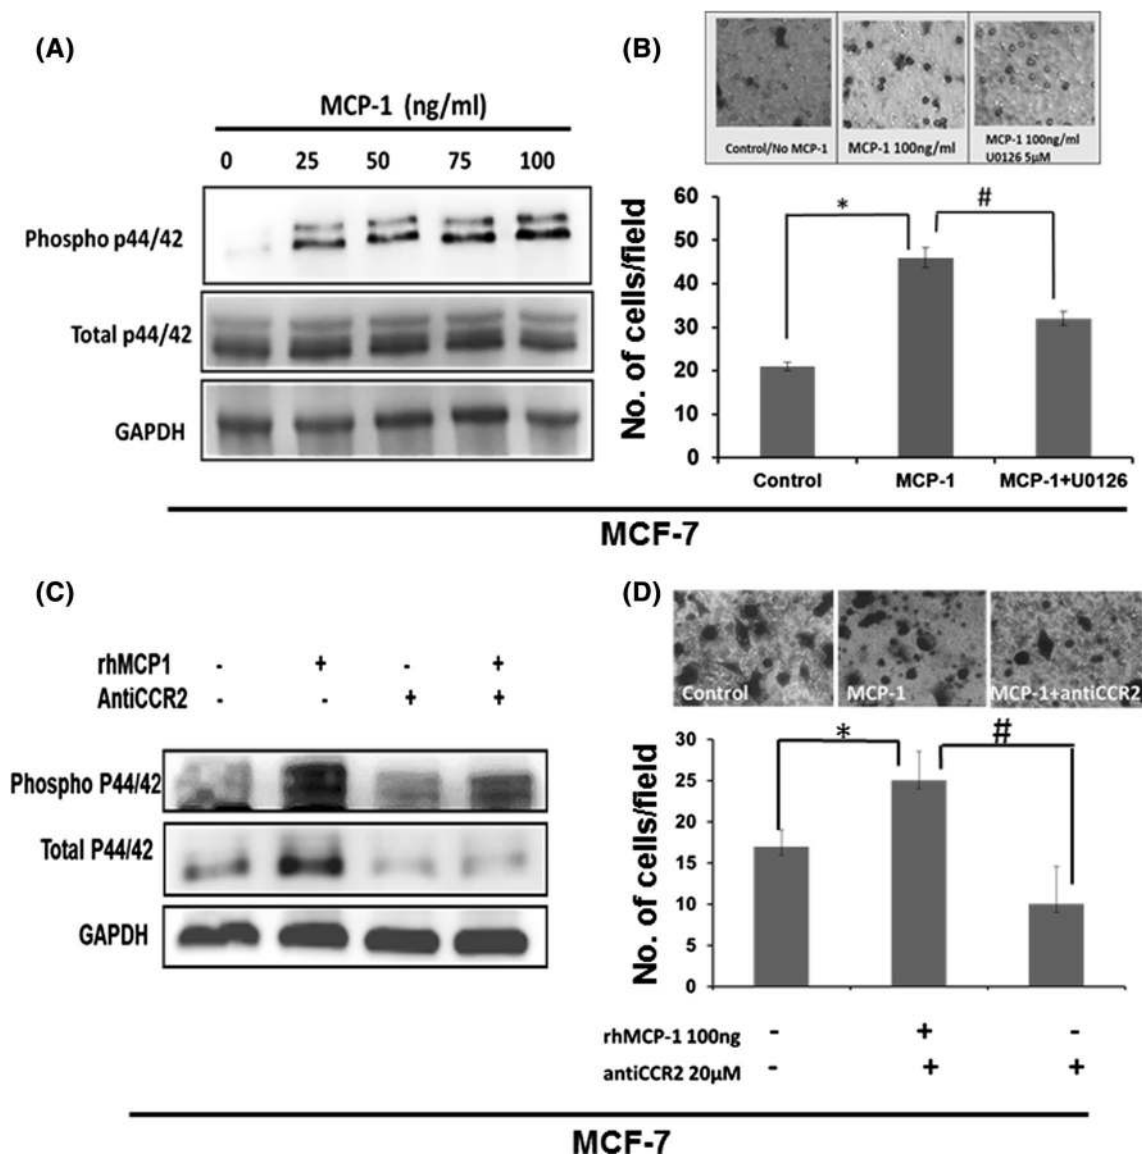 (A)
MCP-1 (ng/ml)
0 25 50 75 100
Phospho p44/42
Total p44/42
GAPDH
(B)
Control/No MCP-1
MCP-1 100ng/ml
MCP-1 100ng/ml
U0126 5µM
60
50
40
30
20
10
0
No. of cells/field
*
#
Control MCP-1 MCP-1+U0126
MCF-7
(C)
rhMCP1 - + - +
AntiCCR2 - - + +
Phospho P44/42
Total P44/42
GAPDH
(D)
Control
MCP-1
MCP-1+antiCCR2
30
25
20
15
10
5
0
No. of cells/field
*
#
rhMCP-1 100ng - + -
antiCCR2 20µM - + +
MCF-7